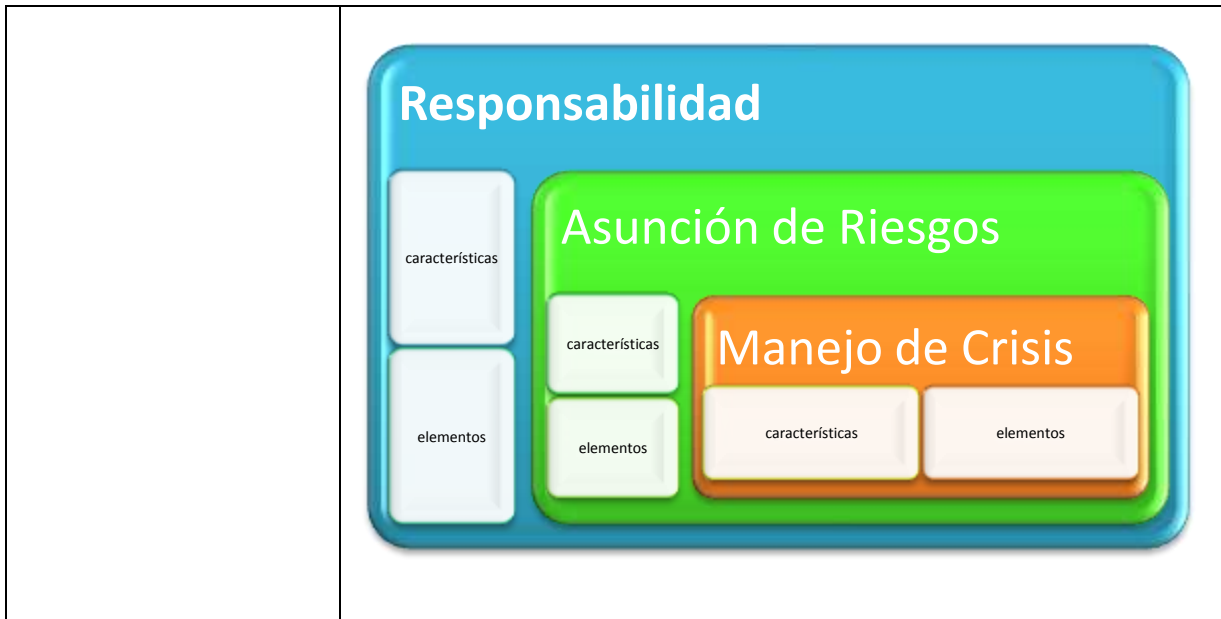 Responsabilidad
características
elementos
Asunción de Riesgos
características
elementos
Manejo de Crisis
características
elementos